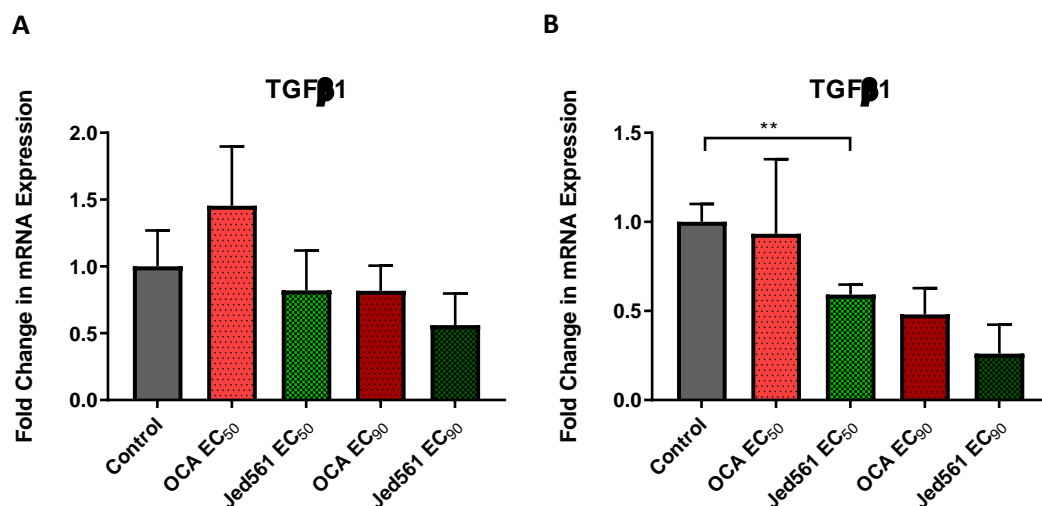 A
TGFβ1
Fold Change in mRNA Expression
2.0
1.5
1.0
0.5
0.0
Control
OCA EC₅₀
Jed561 EC₅₀
OCA EC₉₀
Jed561 EC₉₀
B
TGFβ1
Fold Change in mRNA Expression
**
1.5
1.0
0.5
0.0
Control
OCA EC₅₀
Jed561 EC₅₀
OCA EC₉₀
Jed561 EC₉₀